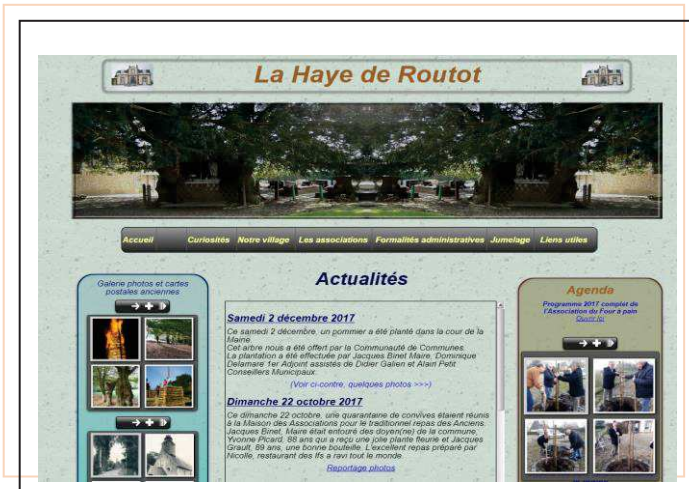 La Haye de Routot
Accueil Curiosités Notre village Les associations Formalités administratives Jumelage Liens utiles
Galerie photos et cartes
postales anciennes
Actualités
Samedi 2 décembre 2017
Ce samedi 2 décembre, un pommier a été planté dans la cour de la
Mairie.
Cet arbre nous a été offert par la Communauté de Communes.
La plantation a été effectuée par Jacques Binet Maire, Dominique
Delamare 1er Adjoint assistés de Didier Galien et Alain Petit
Conseillers Municipaux.
(Voir ci-contre, quelques photos >>>)
Dimanche 22 octobre 2017
Ce dimanche 22 octobre, une quarantaine de convives étaient réunis
à la Maison des Associations pour le traditionnel repas des Anciens.
Jacques Binet, Maire était entouré des doyen(ne) de la commune,
Yvonne Picard, 88 ans qui a reçu une jolie plante fleurie et Jacques
Grault, 89 ans, une bonne bouteille. L'excellent repas préparé par
Nicolle, restaurant des Ifs a ravi tout le monde.
Reportage photos
Agenda
Programme 2017 complet de
l'Association du Four à pain
Ouvrir ici